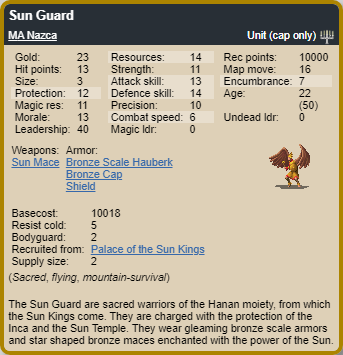 Sun Guard
MA Nazca Unit (cap only)
Gold: 23 Resources: 14 Rec points: 10000
Hit points: 13 Strength: 11 Map move: 16
Size: 3 Attack skill: 13 Encumbrance: 7
Protection: 12 Defence skill: 14 Age: 22
Magic res: 11 Precision: 10 (50)
Morale: 13 Combat speed: 6 Undead ldr: 0
Leadership: 40 Magic ldr: 0
Weapons: Armor:
Sun Mace Bronze Scale Hauberk
Bronze Cap
Shield
Basecost: 10018
Resist cold: 5
Bodyguard: 2
Recruited from: Palace of the Sun Kings
Supply size: 2
(Sacred, flying, mountain-survival)
The Sun Guard are sacred warriors of the Hanan moiety, from which
the Sun Kings come. They are charged with the protection of the
Inca and the Sun Temple. They wear gleaming bronze scale armors
and star shaped bronze maces enchanted with the power of the Sun.